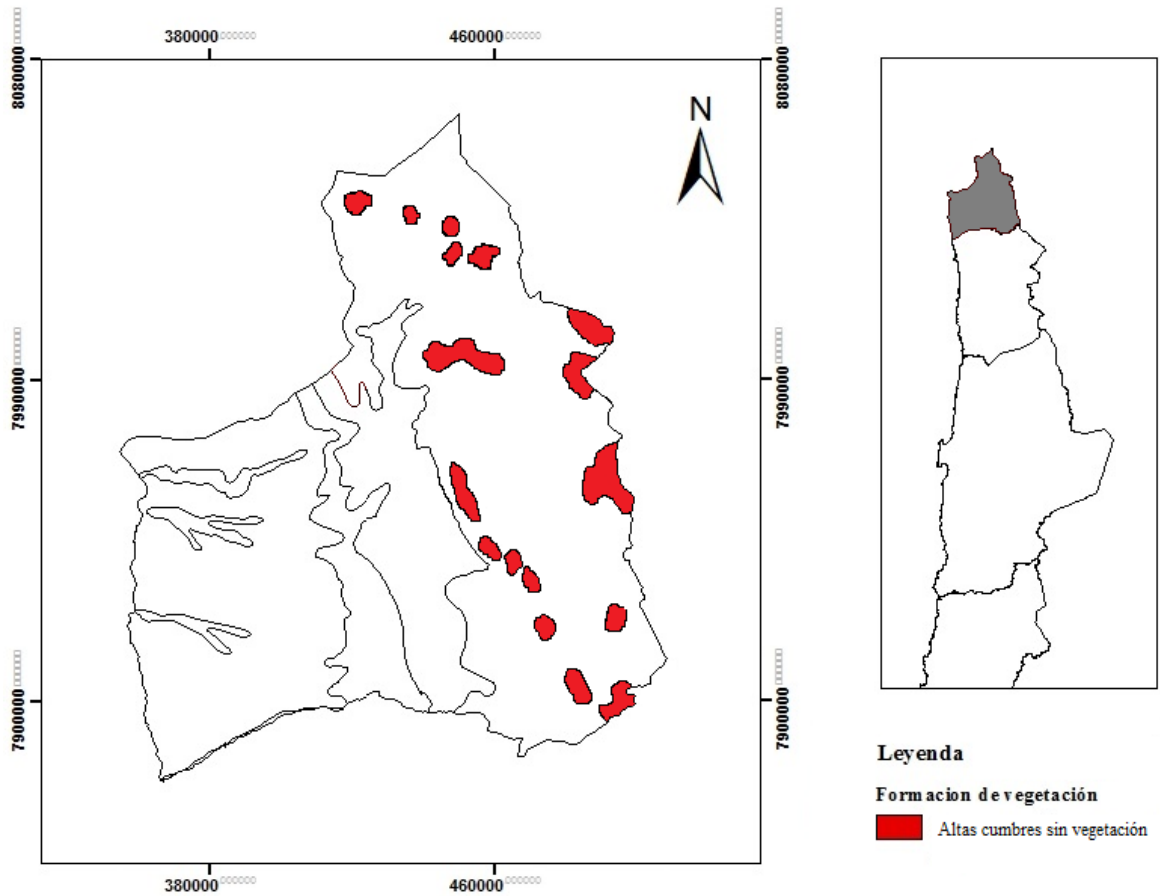 380000 460000
8080000 8080000
N
7990000 7990000
7900000 7900000
380000 460000
Leyenda
Formacion de vegetación
Altas cumbres sin vegetación